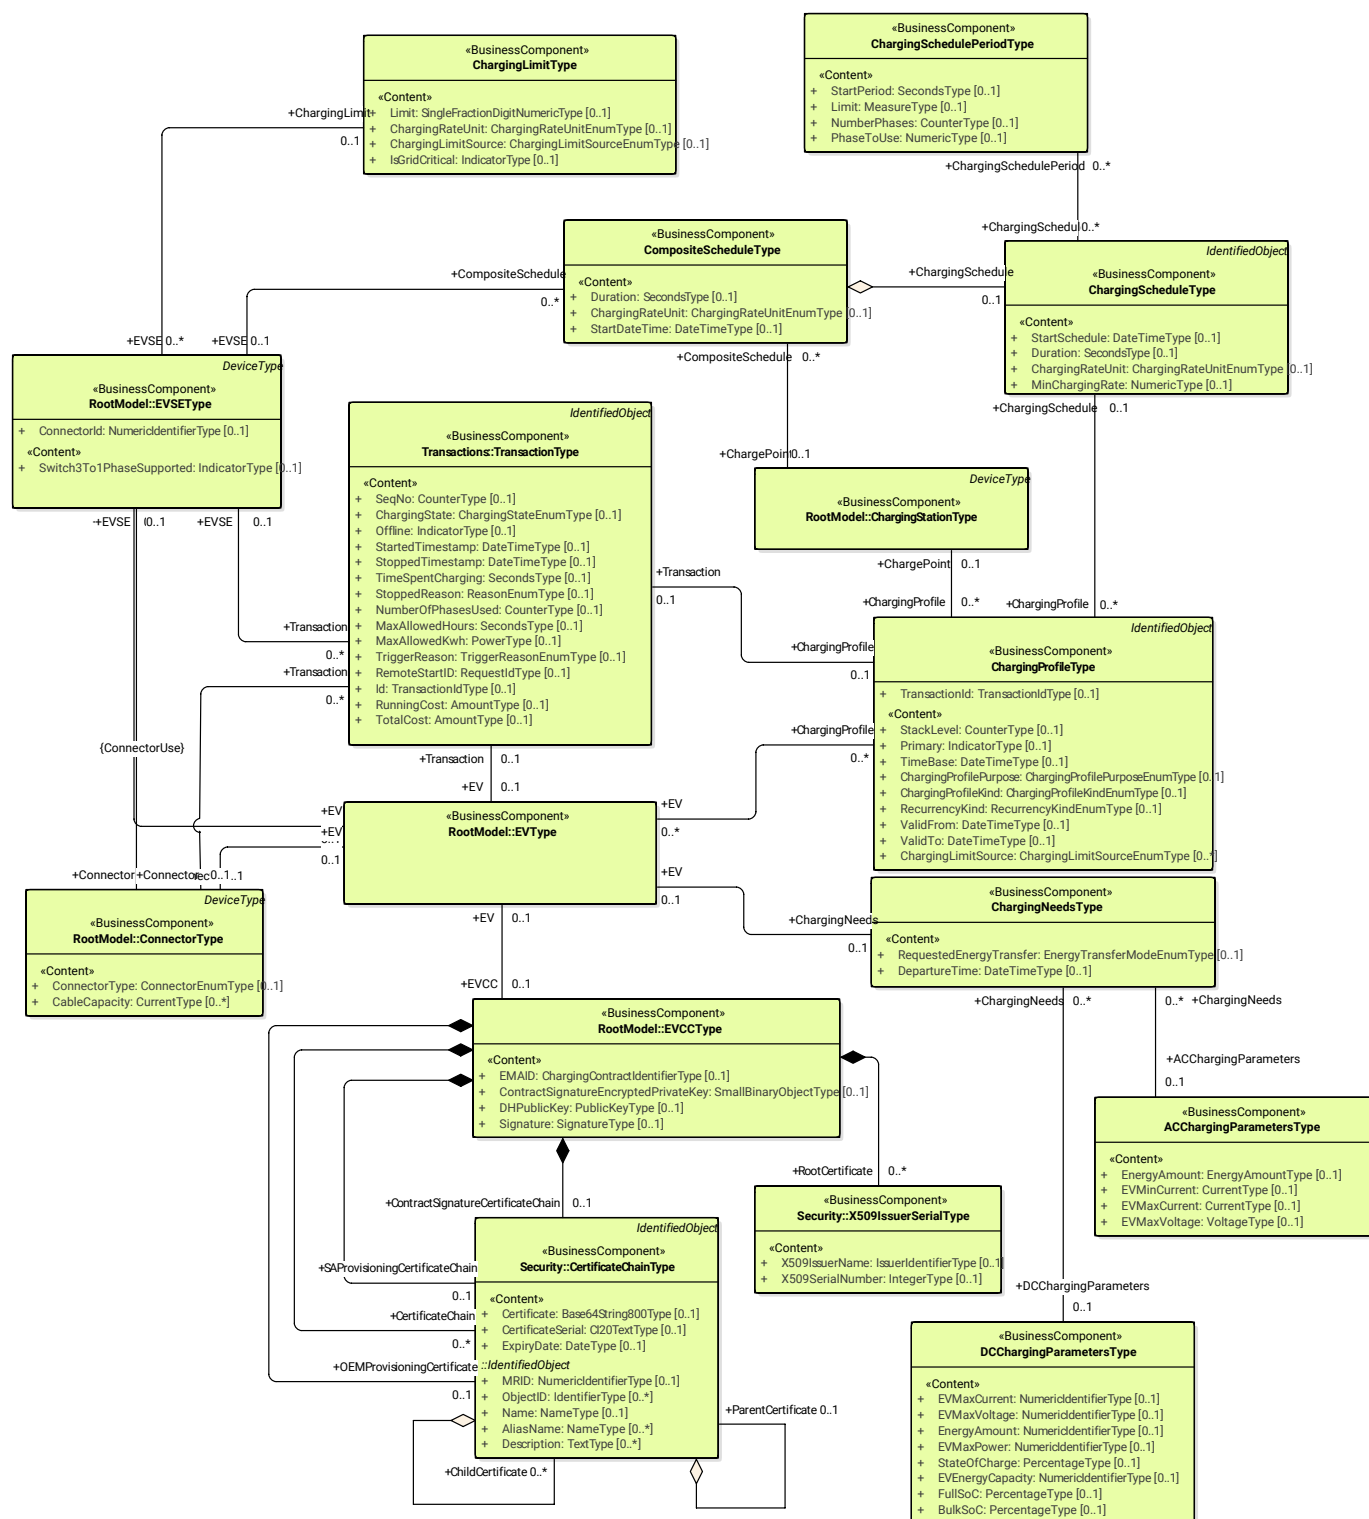 «BusinessComponent»
ChargingLimitType
«Content»
+ Limit: SingleFractionDigitNumericType [0..1]
+ ChargingRateUnit: ChargingRateUnitEnumType [0..1]
+ ChargingLimitSource: ChargingLimitSourceEnumType [0..1]
+ IsGridCritical: IndicatorType [0..1]
«BusinessComponent»
ChargingSchedulePeriodType
«Content»
+ StartPeriod: SecondsType [0..1]
+ Limit: MeasureType [0..1]
+ NumberPhases: CounterType [0..1]
+ PhaseToUse: NumericType [0..1]
+ChargingLimit
0..1
+ChargingSchedulePeriod 0..*
+ChargingSchedul 0..*
«BusinessComponent»
CompositeScheduleType
«Content»
+ Duration: SecondsType [0..1]
+ ChargingRateUnit: ChargingRateUnitEnumType [0..1]
+ StartDateTime: DateTimeType [0..1]
+CompositeSchedule
0..*
+ChargingSchedule
0..1
IdentifiedObject
«BusinessComponent»
ChargingScheduleType
«Content»
+ StartSchedule: DateTimeType [0..1]
+ Duration: SecondsType [0..1]
+ ChargingRateUnit: ChargingRateUnitEnumType [0..1]
+ MinChargingRate: NumericType [0..1]
+EVSE 0..*
+EVSE 0..1
+CompositeSchedule 0..*
+ChargingSchedule 0..1
DeviceType
«BusinessComponent»
RootModel::EVSEType
+ ConnectorId: NumericIdentifierType [0..1]
«Content»
+ Switch3To1PhaseSupported: IndicatorType [0..1]
IdentifiedObject
«BusinessComponent»
Transactions::TransactionType
«Content»
+ SeqNo: CounterType [0..1]
+ ChargingState: ChargingStateEnumType [0..1]
+ Offline: IndicatorType [0..1]
+ StartedTimestamp: DateTimeType [0..1]
+ StoppedTimestamp: DateTimeType [0..1]
+ TimeSpentCharging: SecondsType [0..1]
+ StoppedReason: ReasonEnumType [0..1]
+ NumberOfPhasesUsed: CounterType [0..1]
+ MaxAllowedHours: SecondsType [0..1]
+ MaxAllowedKwh: PowerType [0..1]
+ TriggerReason: TriggerReasonEnumType [0..1]
+ RemoteStartID: RequestIdType [0..1]
+ Id: TransactionIdType [0..1]
+ RunningCost: AmountType [0..1]
+ TotalCost: AmountType [0..1]
+ChargePoint 0..1
DeviceType
«BusinessComponent»
RootModel::ChargingStationType
+EVSE 0..1
+EVSE 0..1
+ChargePoint 0..1
+Transaction
0..1
+ChargingProfile 0..*
+ChargingProfile 0..*
+Transaction
0..*
+Transaction
0..*
+ChargingProfile
0..1
IdentifiedObject
«BusinessComponent»
ChargingProfileType
+ TransactionId: TransactionIdType [0..1]
«Content»
+ StackLevel: CounterType [0..1]
+ Primary: IndicatorType [0..1]
+ TimeBase: DateTimeType [0..1]
+ ChargingProfilePurpose: ChargingProfilePurposeEnumType [0..1]
+ ChargingProfileKind: ChargingProfileKindEnumType [0..1]
+ RecurrencyKind: RecurrencyKindEnumType [0..1]
+ ValidFrom: DateTimeType [0..1]
+ ValidTo: DateTimeType [0..1]
+ ChargingLimitSource: ChargingLimitSourceEnumType [0..*]
{ConnectorUse}
+Transaction 0..1
+EV 0..1
+ChargingProfile
0..*
+EV
+EV
0..1
«BusinessComponent»
RootModel::EVType
+EV
0..*
+EV
0..1
+Connector +Connector 0..1 ..1
DeviceType
«BusinessComponent»
RootModel::ConnectorType
«Content»
+ ConnectorType: ConnectorEnumType [0..1]
+ CableCapacity: CurrentType [0..*]
+ChargingNeeds
0..1
«BusinessComponent»
ChargingNeedsType
«Content»
+ RequestedEnergyTransfer: EnergyTransferModeEnumType [0..1]
+ DepartureTime: DateTimeType [0..1]
+EV 0..1
+EVCC 0..1
+ChargingNeeds 0..*
0..* +ChargingNeeds
«BusinessComponent»
RootModel::EVCCType
«Content»
+ EMAID: ChargingContractIdentifierType [0..1]
+ ContractSignatureEncryptedPrivateKey: SmallBinaryObjectType [0..1]
+ DHPublicKey: PublicKeyType [0..1]
+ Signature: SignatureType [0..1]
+ACChargingParameters
0..1
«BusinessComponent»
ACChargingParametersType
«Content»
+ EnergyAmount: EnergyAmountType [0..1]
+ EVMinCurrent: CurrentType [0..1]
+ EVMaxCurrent: CurrentType [0..1]
+ EVMaxVoltage: VoltageType [0..1]
+RootCertificate 0..*
«BusinessComponent»
Security::X509IssuerSerialType
«Content»
+ X509IssuerName: IssuerIdentifierType [0..1]
+ X509SerialNumber: IntegerType [0..1]
+ContractSignatureCertificateChain 0..1
IdentifiedObject
«BusinessComponent»
Security::CertificateChainType
«Content»
+ Certificate: Base64String800Type [0..1]
+ CertificateSerial: CI20TextType [0..1]
+ ExpiryDate: DateType [0..1]
::IdentifiedObject
+ MRID: NumericIdentifierType [0..1]
+ ObjectID: IdentifierType [0..*]
+ Name: NameType [0..1]
+ AliasName: NameType [0..*]
+ Description: TextType [0..*]
+SAProvisioningCertificateChain
0..1
+CertificateChain
0..*
+OEMProvisioningCertificate
0..1
+ChildCertificate 0..*
+ParentCertificate 0..1
+DCChargingParameters
0..1
«BusinessComponent»
DCChargingParametersType
«Content»
+ EVMaxCurrent: NumericIdentifierType [0..1]
+ EVMaxVoltage: NumericIdentifierType [0..1]
+ EnergyAmount: NumericIdentifierType [0..1]
+ EVMaxPower: NumericIdentifierType [0..1]
+ StateOfCharge: PercentageType [0..1]
+ EVEnergyCapacity: NumericIdentifierType [0..1]
+ FullSoC: PercentageType [0..1]
+ BulkSoC: PercentageType [0..1]